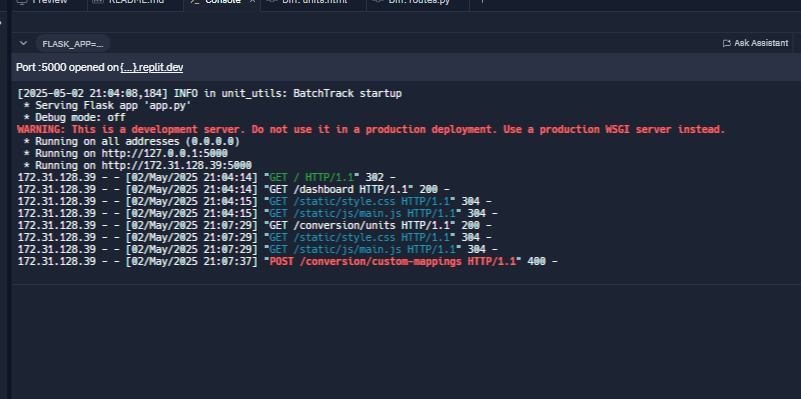 Preview README.md Console × Diff: units.html Diff: routes.py +
FLASK_APP=... Ask Assistant
Port :5000 opened on {...}.replit.dev
[2025-05-02 21:04:08,184] INFO in unit_utils: BatchTrack startup
* Serving Flask app 'app.py'
* Debug mode: off
WARNING: This is a development server. Do not use it in a production deployment. Use a production WSGI server instead.
* Running on all addresses (0.0.0.0)
* Running on http://127.0.0.1:5000
* Running on http://172.31.128.39:5000
172.31.128.39 - - [02/May/2025 21:04:14] "GET / HTTP/1.1" 302 -
172.31.128.39 - - [02/May/2025 21:04:14] "GET /dashboard HTTP/1.1" 200 -
172.31.128.39 - - [02/May/2025 21:04:15] "GET /static/style.css HTTP/1.1" 304 -
172.31.128.39 - - [02/May/2025 21:04:15] "GET /static/js/main.js HTTP/1.1" 304 -
172.31.128.39 - - [02/May/2025 21:07:29] "GET /conversion/units HTTP/1.1" 200 -
172.31.128.39 - - [02/May/2025 21:07:29] "GET /static/style.css HTTP/1.1" 304 -
172.31.128.39 - - [02/May/2025 21:07:29] "GET /static/js/main.js HTTP/1.1" 304 -
172.31.128.39 - - [02/May/2025 21:07:37] "POST /conversion/custom-mappings HTTP/1.1" 400 -